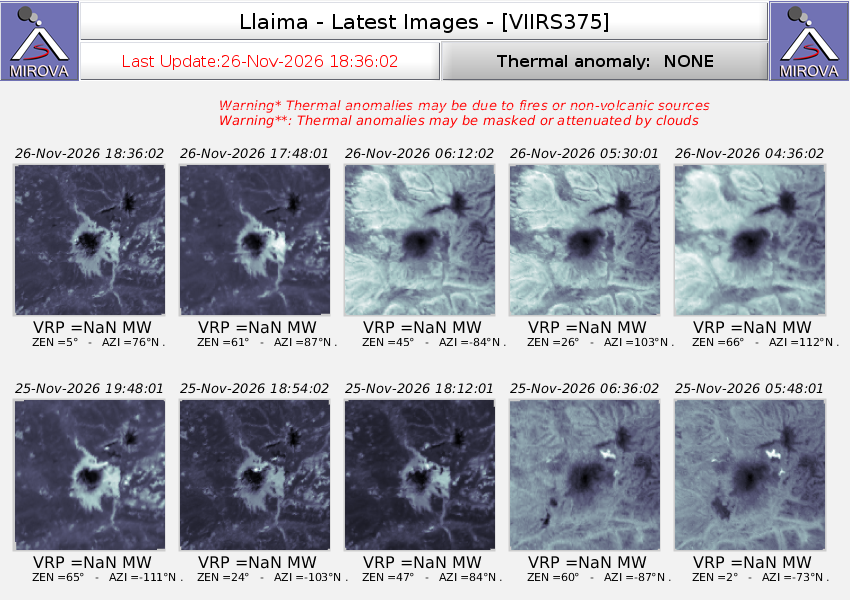 Llaima - Latest Images - [VIIRS375]
MIROVA
Last Update:26-Nov-2026 18:36:02
Thermal anomaly: NONE
MIROVA
Warning* Thermal anomalies may be due to fires or non-volcanic sources
Warning**: Thermal anomalies may be masked or attenuated by clouds
26-Nov-2026 18:36:02
26-Nov-2026 17:48:01
26-Nov-2026 06:12:02
26-Nov-2026 05:30:01
26-Nov-2026 04:36:02
VRP =NaN MW
VRP =NaN MW
VRP =NaN MW
VRP =NaN MW
VRP =NaN MW
ZEN =5° - AZI =76°N .
ZEN =61° - AZI =87°N .
ZEN =45° - AZI =-84°N .
ZEN =26° - AZI =103°N .
ZEN =66° - AZI =112°N .
25-Nov-2026 19:48:01
25-Nov-2026 18:54:02
25-Nov-2026 18:12:01
25-Nov-2026 06:36:02
25-Nov-2026 05:48:01
VRP =NaN MW
VRP =NaN MW
VRP =NaN MW
VRP =NaN MW
VRP =NaN MW
ZEN =65° - AZI =-111°N .
ZEN =24° - AZI =-103°N .
ZEN =47° - AZI =84°N .
ZEN =60° - AZI =-87°N .
ZEN =2° - AZI =-73°N .